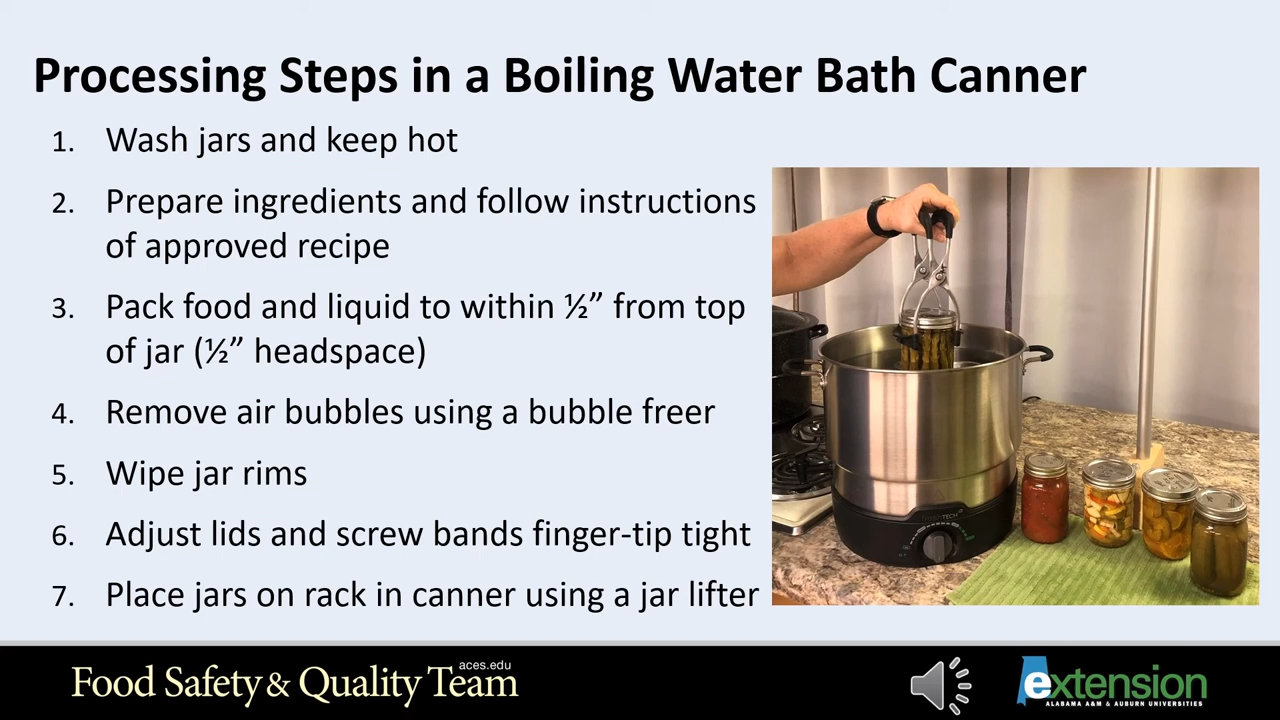 Processing Steps in a Boiling Water Bath Canner
1. Wash jars and keep hot
2. Prepare ingredients and follow instructions
of approved recipe
3. Pack food and liquid to within ½” from top
of jar (½” headspace)
4. Remove air bubbles using a bubble freer
5. Wipe jar rims
6. Adjust lids and screw bands finger-tip tight
7. Place jars on rack in canner using a jar lifter
aces.edu
Food Safety & Quality Team
extension
ALABAMA A&M & AUBURN UNIVERSITIES